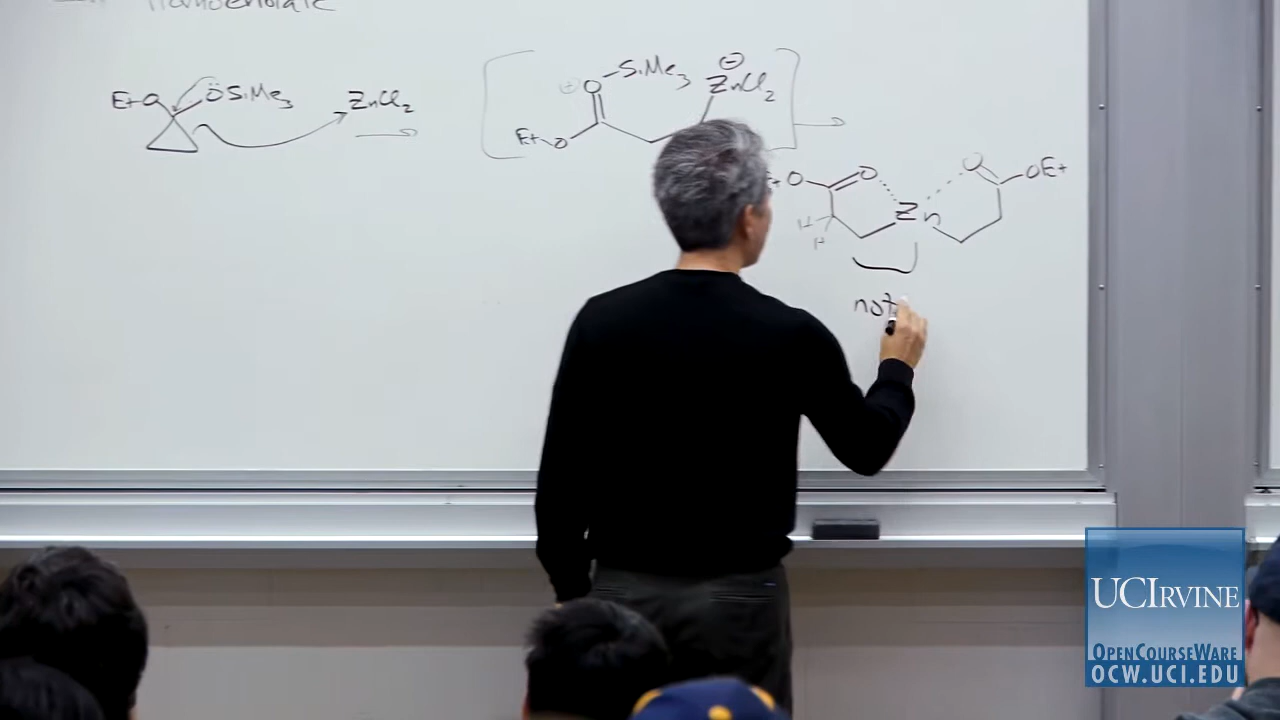 Homoenolate
EtO OSiMe3 ZnCl2
O SiMe3 ZnCl2
EtO
O O Zn O OEt
H
H
not
UCIRVINE
OPENCOURSEWARE
OCW.UCI.EDU